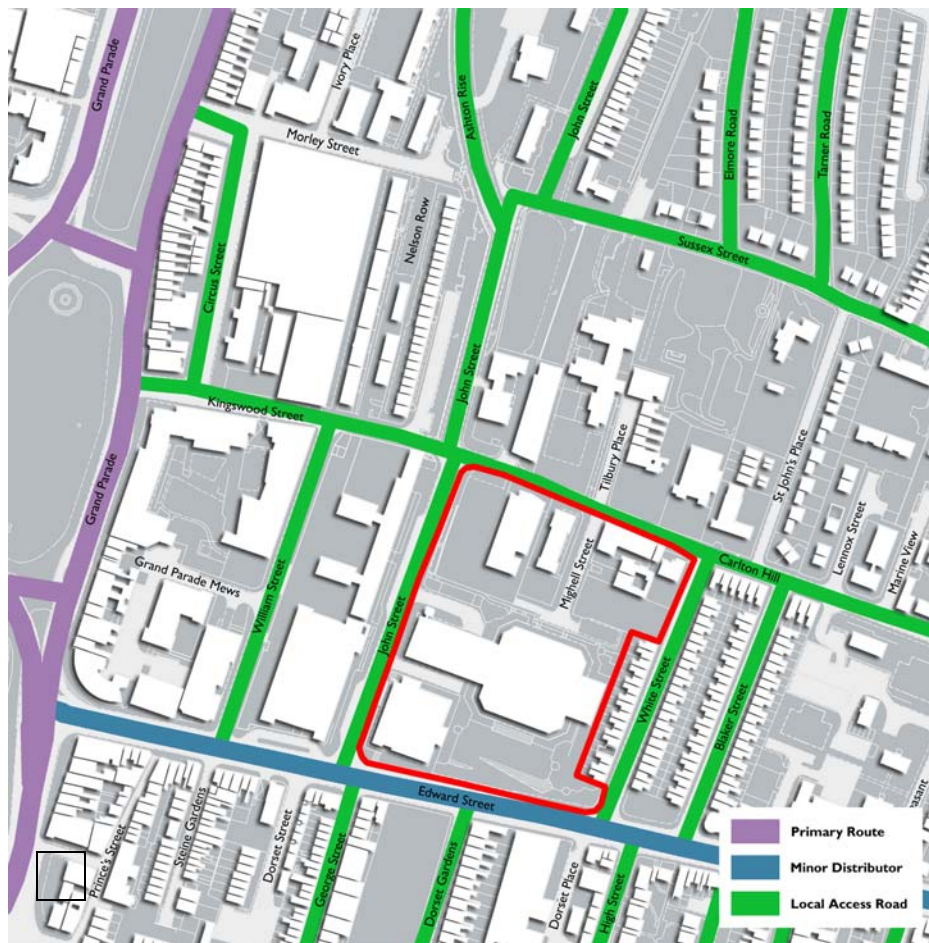 Grand Parade
Ivory Place
Morley Street
Ashton Rise
John Street
Elmore Road
Tarner Road
Nelson Row
Sussex Street
Circus Street
John Street
Kingswood Street
Tilbury Place
St John's Place
Lennox Street
Marine View
Grand Parade
Grand Parade Mews
William Street
John Street
Mighell Street
Carlton Hill
White Street
Blaker Street
Edward Street
Prince's Street
Steine Gardens
Dorset Street
George Street
Dorset Gardens
Dorset Place
High Street
Primary Route
Minor Distributor
Local Access Road